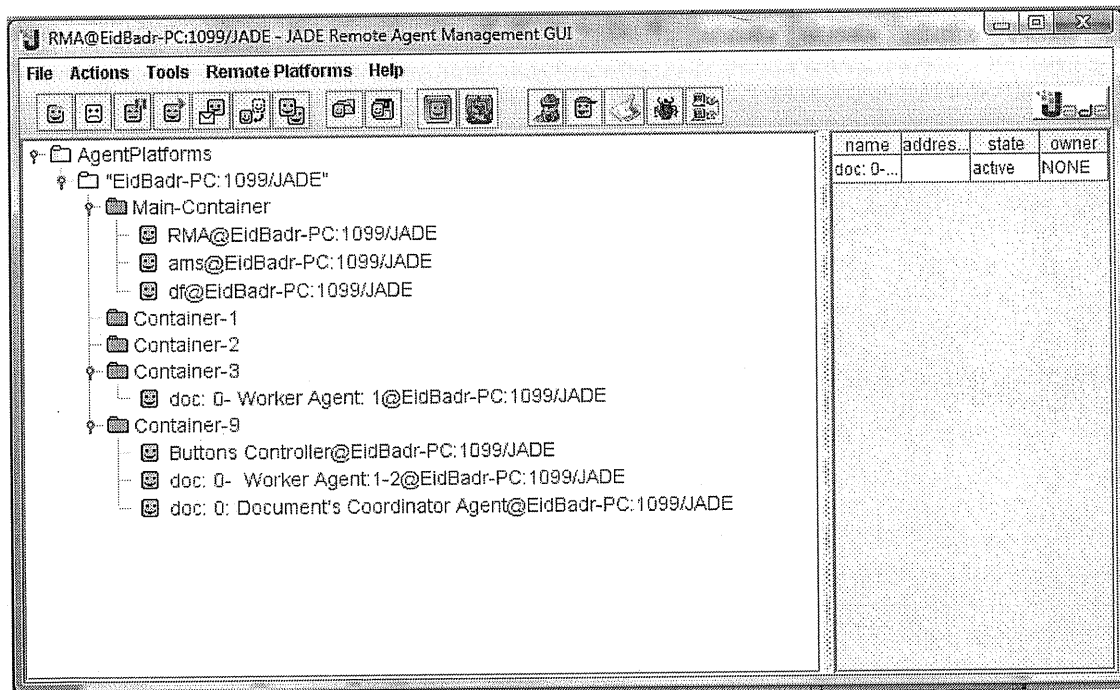 RMA@EidBadr-PC:1099/JADE - JADE Remote Agent Management GUI
File Actions Tools Remote Platforms Help
Jade
AgentPlatforms
"EidBadr-PC:1099/JADE"
Main-Container
RMA@EidBadr-PC:1099/JADE
ams@EidBadr-PC:1099/JADE
df@EidBadr-PC:1099/JADE
Container-1
Container-2
Container-3
doc: 0- Worker Agent: 1@EidBadr-PC:1099/JADE
Container-9
Buttons Controller@EidBadr-PC:1099/JADE
doc: 0- Worker Agent:1-2@EidBadr-PC:1099/JADE
doc: 0: Document's Coordinator Agent@EidBadr-PC:1099/JADE
name addres... state owner
doc: 0-... active NONE